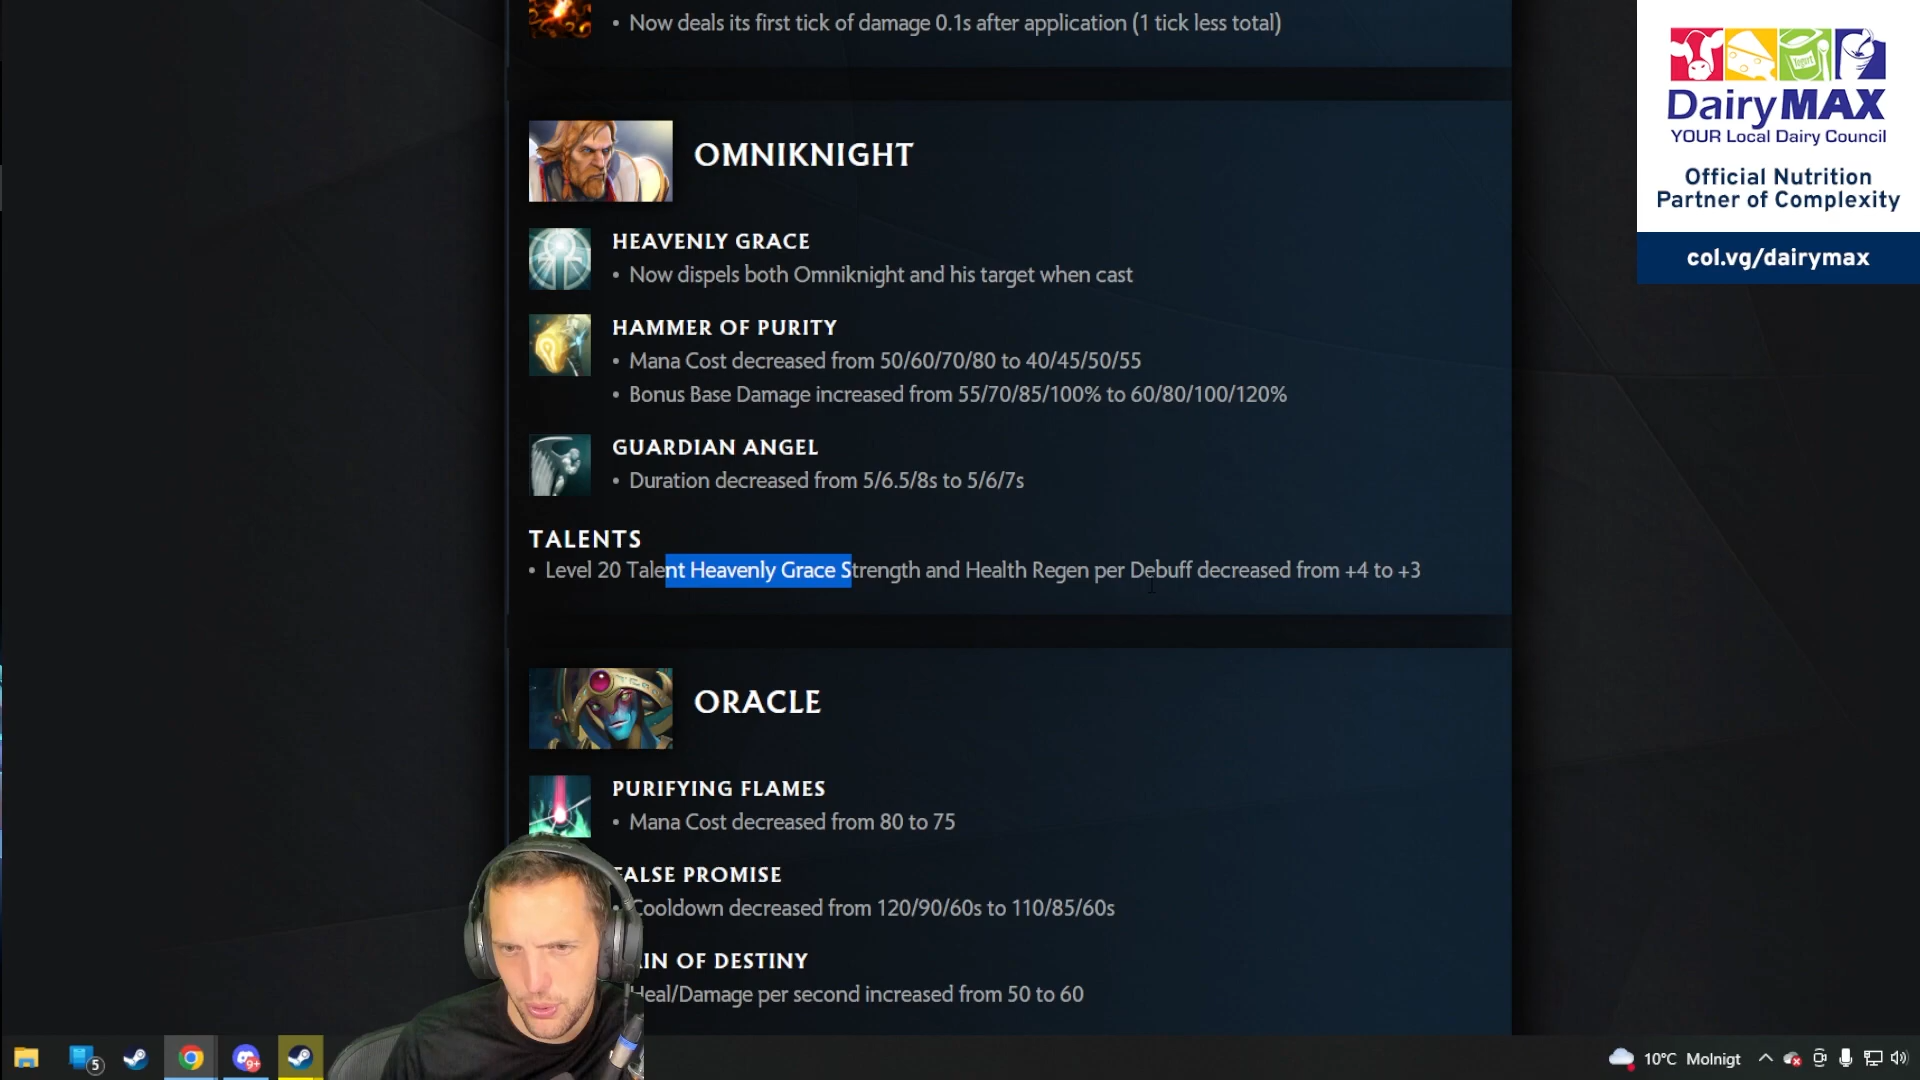 • Now deals its first tick of damage 0.1s after application (1 tick less total)
OMNIKNIGHT
HEAVENLY GRACE
• Now dispels both Omniknight and his target when cast
HAMMER OF PURITY
• Mana Cost decreased from 50/60/70/80 to 40/45/50/55
• Bonus Base Damage increased from 55/70/85/100% to 60/80/100/120%
GUARDIAN ANGEL
• Duration decreased from 5/6.5/8s to 5/6/7s
TALENTS
• Level 20 Talent Heavenly Grace Strength and Health Regen per Debuff decreased from +4 to +3
ORACLE
PURIFYING FLAMES
• Mana Cost decreased from 80 to 75
FALSE PROMISE
• Cooldown decreased from 120/90/60s to 110/85/60s
AIN OF DESTINY
Heal/Damage per second increased from 50 to 60
Yogurt
DairyMAX
YOUR Local Dairy Council
Official Nutrition
Partner of Complexity
col.vg/dairymax
5
9+
10°C Molnigt